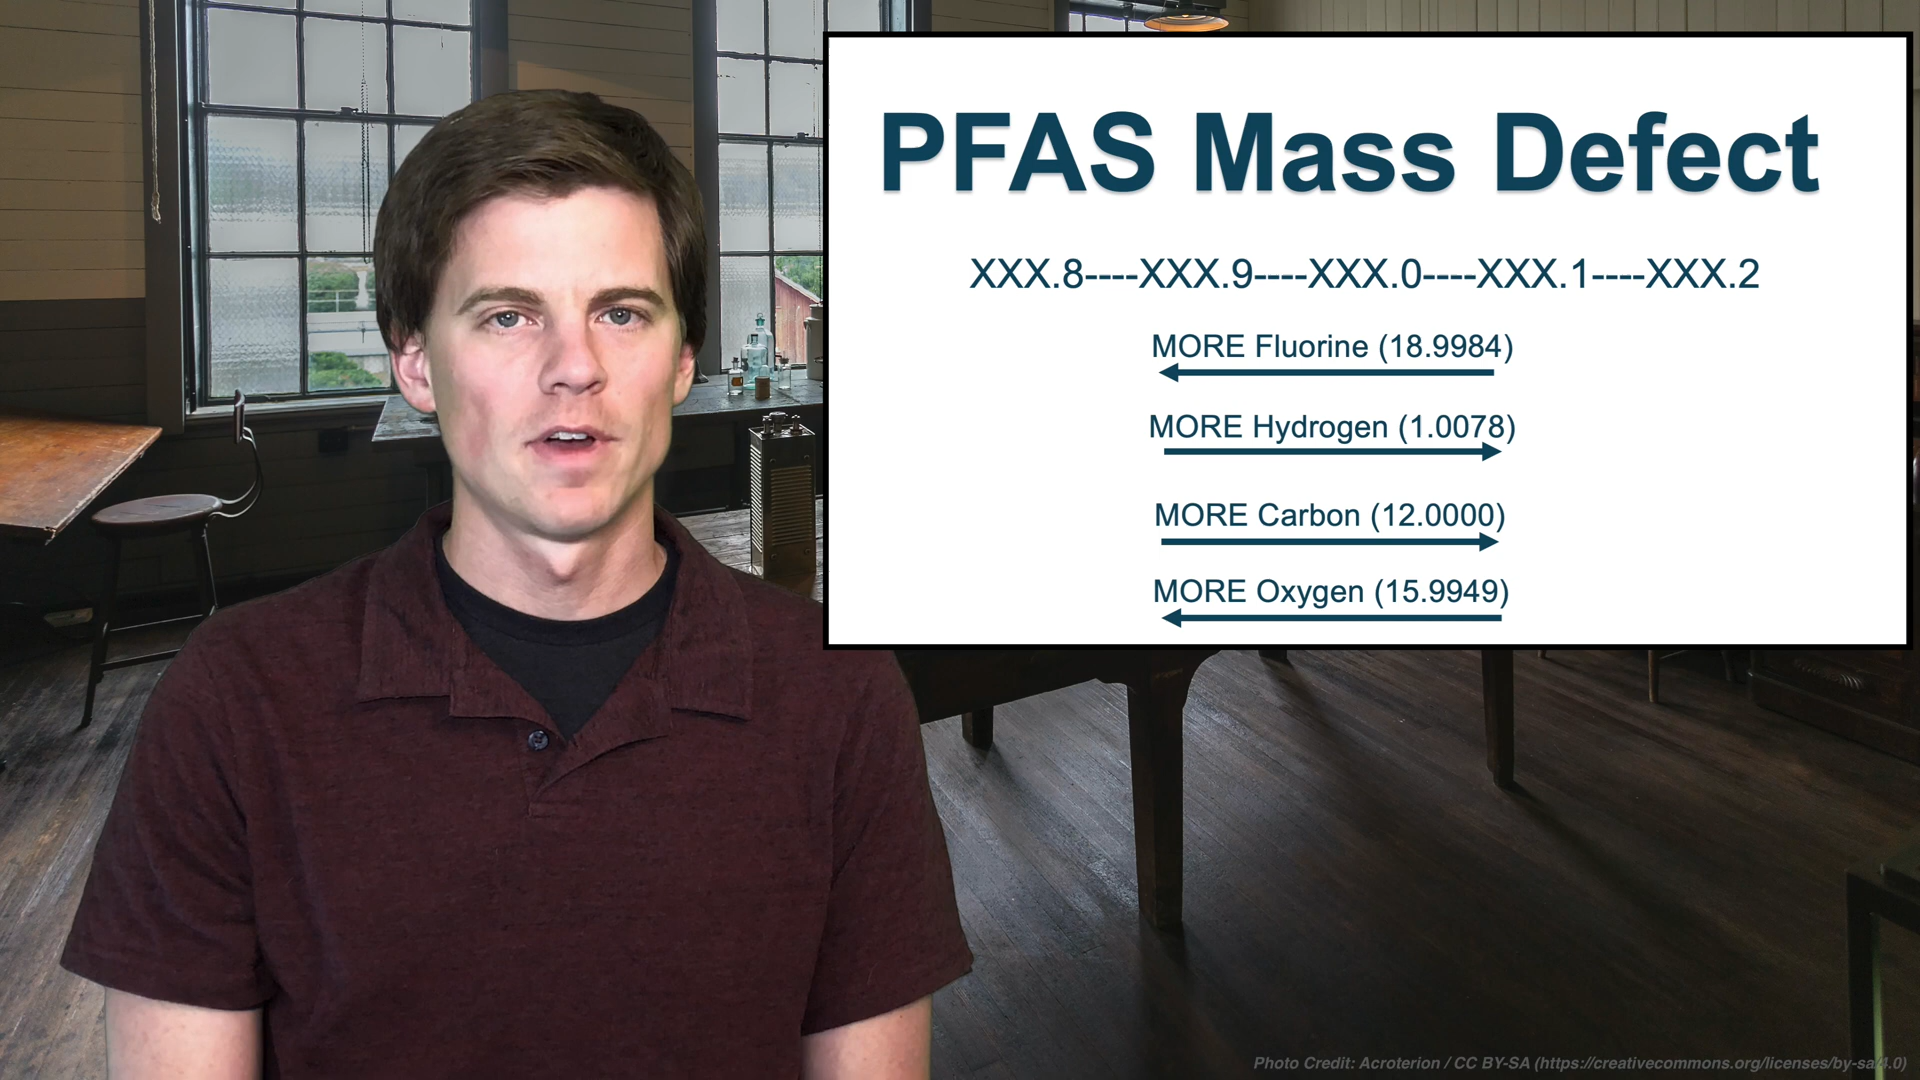 PFAS Mass Defect
XXX.8----XXX.9----XXX.0----XXX.1----XXX.2
MORE Fluorine (18.9984)
MORE Hydrogen (1.0078)
MORE Carbon (12.0000)
MORE Oxygen (15.9949)
Photo Credit: Acroterion / CC BY-SA (https://creativecommons.org/licenses/by-sa/4.0)